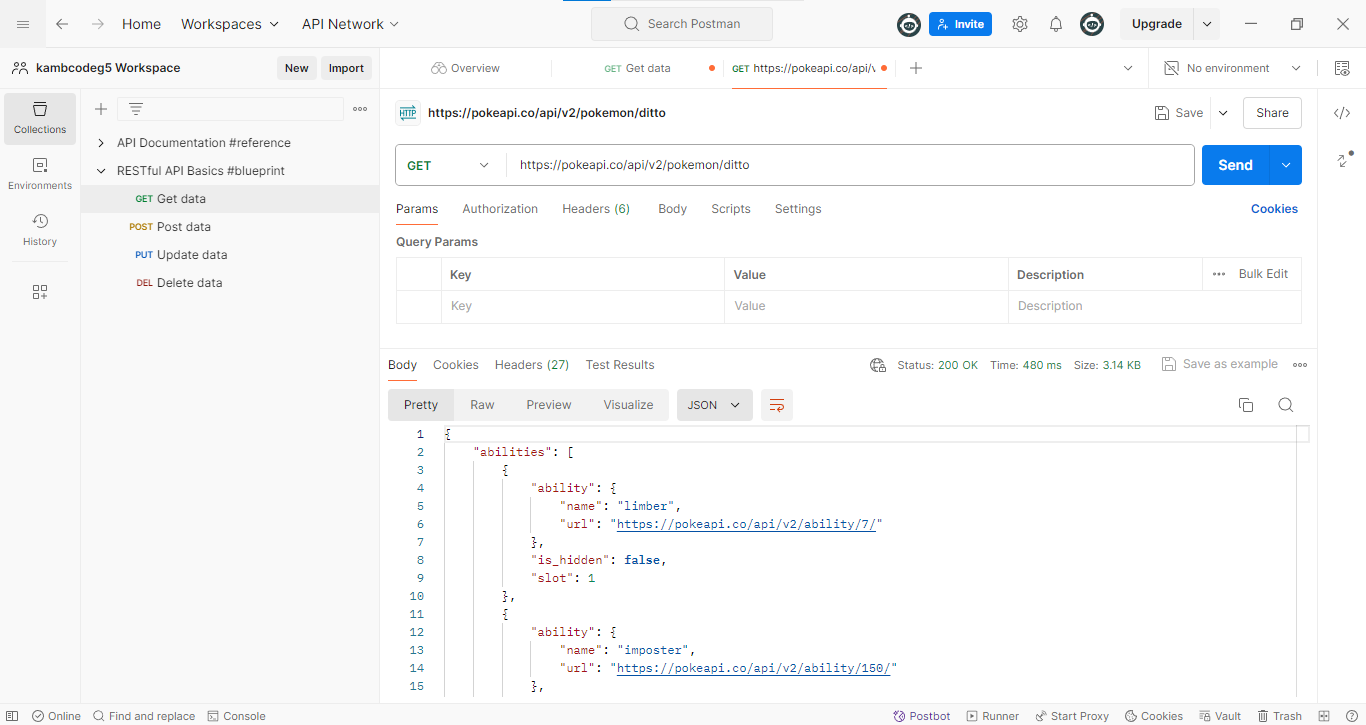 Home Workspaces API Network Search Postman Invite Upgrade
kambcodeg5 Workspace New Import Overview GET Get data GET https://pokeapi.co/api/v No environment
Collections
Environments
History
API Documentation #reference
RESTful API Basics #blueprint
GET Get data
POST Post data
PUT Update data
DEL Delete data
HTTP https://pokeapi.co/api/v2/pokemon/ditto Save Share
GET https://pokeapi.co/api/v2/pokemon/ditto Send
Params Authorization Headers (6) Body Scripts Settings Cookies
Query Params
Key Value Description Bulk Edit
Key Value Description
Body Cookies Headers (27) Test Results Status: 200 OK Time: 480 ms Size: 3.14 KB Save as example
Pretty Raw Preview Visualize JSON
1 {
2 "abilities": [
3 {
4 "ability": {
5 "name": "limber",
6 "url": "https://pokeapi.co/api/v2/ability/7/"
7 },
8 "is_hidden": false,
9 "slot": 1
10 },
11 {
12 "ability": {
13 "name": "imposter",
14 "url": "https://pokeapi.co/api/v2/ability/150/"
15 },
Online Find and replace Console Postbot Runner Start Proxy Cookies Vault Trash